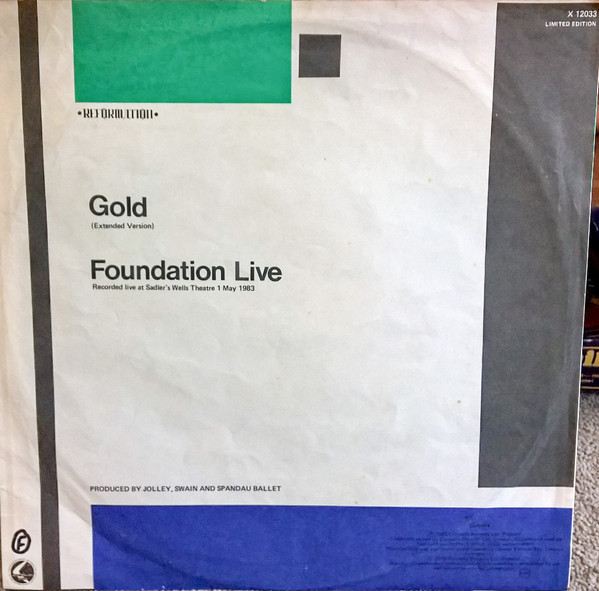 X 12033
LIMITED EDITION
•REFORMATION•
Gold
(Extended Version)
Foundation Live
Recorded live at Sadler's Wells Theatre 1 May 1983
PRODUCED BY JOLLEY, SWAIN AND SPANDAU BALLET